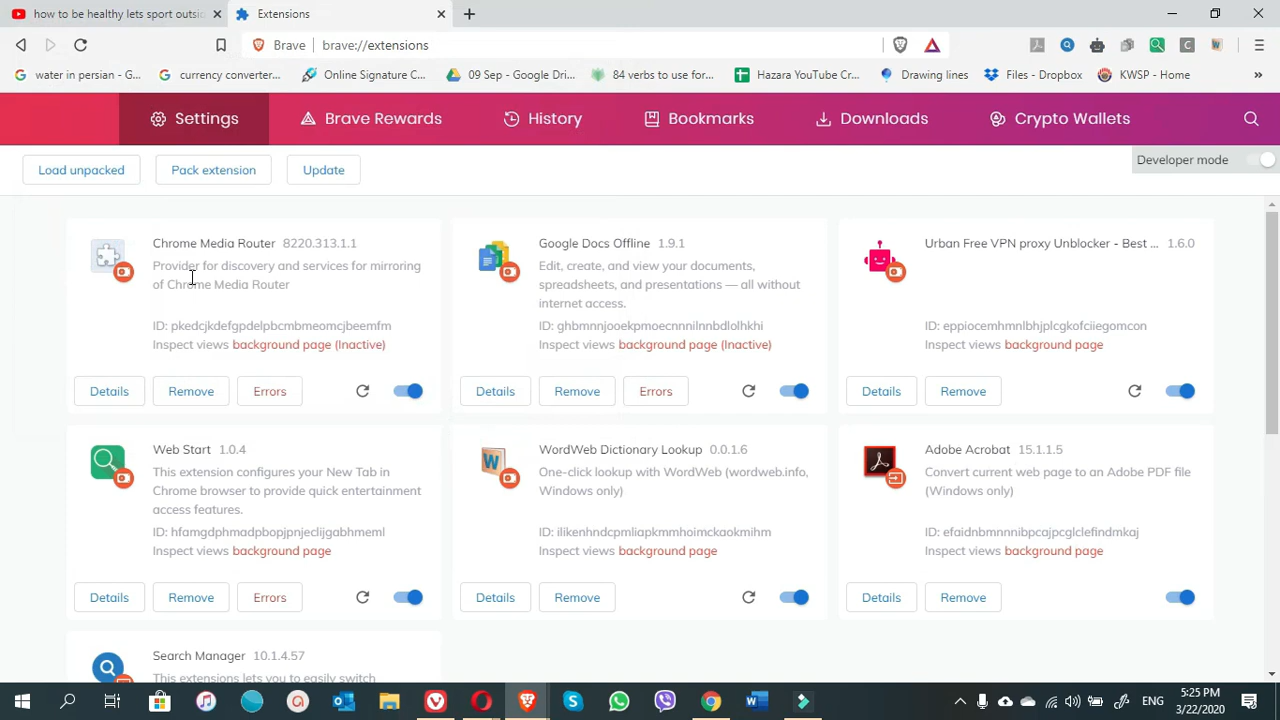 how to be healthy lets sport outsi
Extensions
Brave
brave://extensions
water in persian - G...
currency converter...
Online Signature C...
09 Sep - Google Dri...
84 verbs to use for...
Hazara YouTube Cr...
Drawing lines
Files - Dropbox
KWSP - Home
»
Settings
Brave Rewards
History
Bookmarks
Downloads
Crypto Wallets
Load unpacked
Pack extension
Update
Developer mode
Chrome Media Router 8220.313.1.1
Provider for discovery and services for mirroring
of Chrome Media Router
ID: pkedcjkdefgpdelpbcmbmeomcjbeemfm
Inspect views background page (Inactive)
Details
Remove
Errors
Google Docs Offline 1.9.1
Edit, create, and view your documents,
spreadsheets, and presentations — all without
internet access.
ID: ghbmnnjooekpmoecnnnilnnbdlolhkhi
Inspect views background page (Inactive)
Details
Remove
Errors
Urban Free VPN proxy Unblocker - Best ... 1.6.0
ID: eppiocemhmnlbhjplcgkofciiegomcon
Inspect views background page
Details
Remove
Web Start 1.0.4
This extension configures your New Tab in
Chrome browser to provide quick entertainment
access features.
ID: hfamgdphmadpbopjpnjeclijgabhmeml
Inspect views background page
Details
Remove
Errors
WordWeb Dictionary Lookup 0.0.1.6
One-click lookup with WordWeb (wordweb.info,
Windows only)
ID: ilikenhndcpmliapkmmhoimckaokmihm
Inspect views background page
Details
Remove
Adobe Acrobat 15.1.1.5
Convert current web page to an Adobe PDF file
(Windows only)
ID: efaidnbmnnnibpcajpcglclefindmkaj
Inspect views background page
Details
Remove
Search Manager 10.1.4.57
This extensions lets you to easily switch
ENG
5:25 PM
3/22/2020